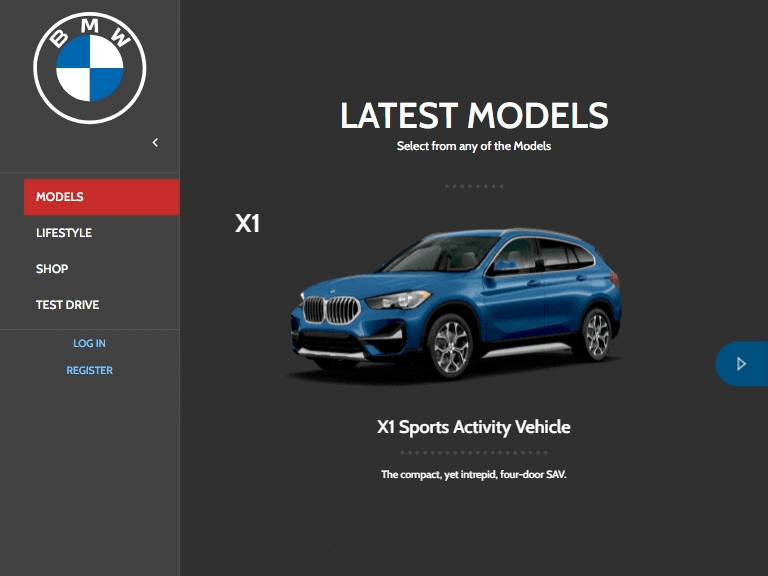 BMW
MODELS
LIFESTYLE
SHOP
TEST DRIVE
LOG IN
REGISTER
LATEST MODELS
Select from any of the Models
X1
X1 Sports Activity Vehicle
The compact, yet intrepid, four-door SAV.